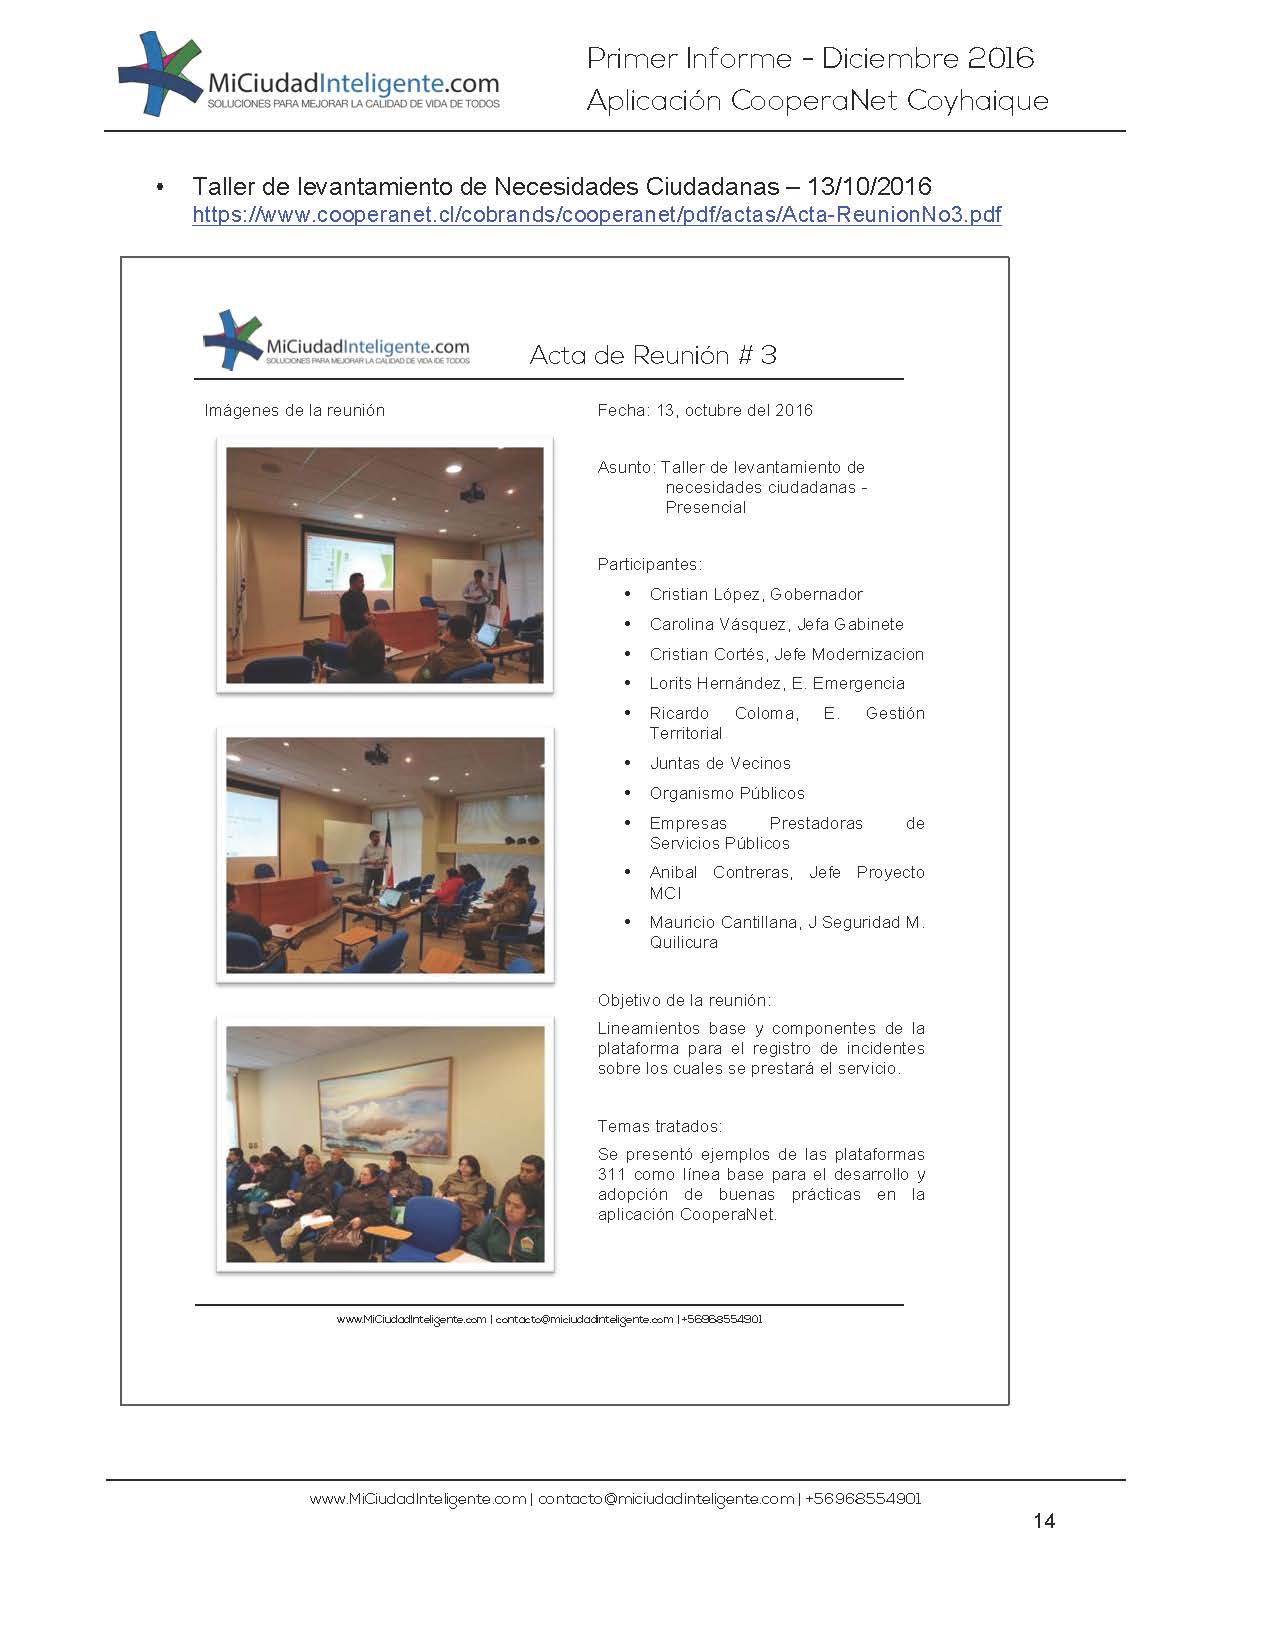 MiCiudadInteligente.com
SOLUCIONES PARA MEJORAR LA CALIDAD DE VIDA DE TODOS
Primer Informe - Diciembre 2016
Aplicación CooperaNet Coyhaique
• Taller de levantamiento de Necesidades Ciudadanas – 13/10/2016
https://www.cooperanet.cl/cobrands/cooperanet/pdf/actas/Acta-ReunionNo3.pdf
MiCiudadInteligente.com
SOLUCIONES PARA MEJORAR LA CALIDAD DE VIDA DE TODOS
Acta de Reunión # 3
Imágenes de la reunión
Fecha: 13, octubre del 2016
Asunto: Taller de levantamiento de
necesidades ciudadanas -
Presencial
Participantes:
• Cristian López, Gobernador
• Carolina Vásquez, Jefa Gabinete
• Cristian Cortés, Jefe Modernizacion
• Lorits Hernández, E. Emergencia
• Ricardo Coloma, E. Gestión
Territorial
• Juntas de Vecinos
• Organismo Públicos
• Empresas Prestadoras de
Servicios Públicos
• Anibal Contreras, Jefe Proyecto
MCI
• Mauricio Cantillana, J Seguridad M.
Quilicura
Objetivo de la reunión:
Lineamientos base y componentes de la
plataforma para el registro de incidentes
sobre los cuales se prestará el servicio.
Temas tratados:
Se presentó ejemplos de las plataformas
311 como línea base para el desarrollo y
adopción de buenas prácticas en la
aplicación CooperaNet.
www.MiCiudadInteligente.com | contacto@miciudadinteligente.com | +56968554901
www.MiCiudadInteligente.com | contacto@miciudadinteligente.com | +56968554901
14